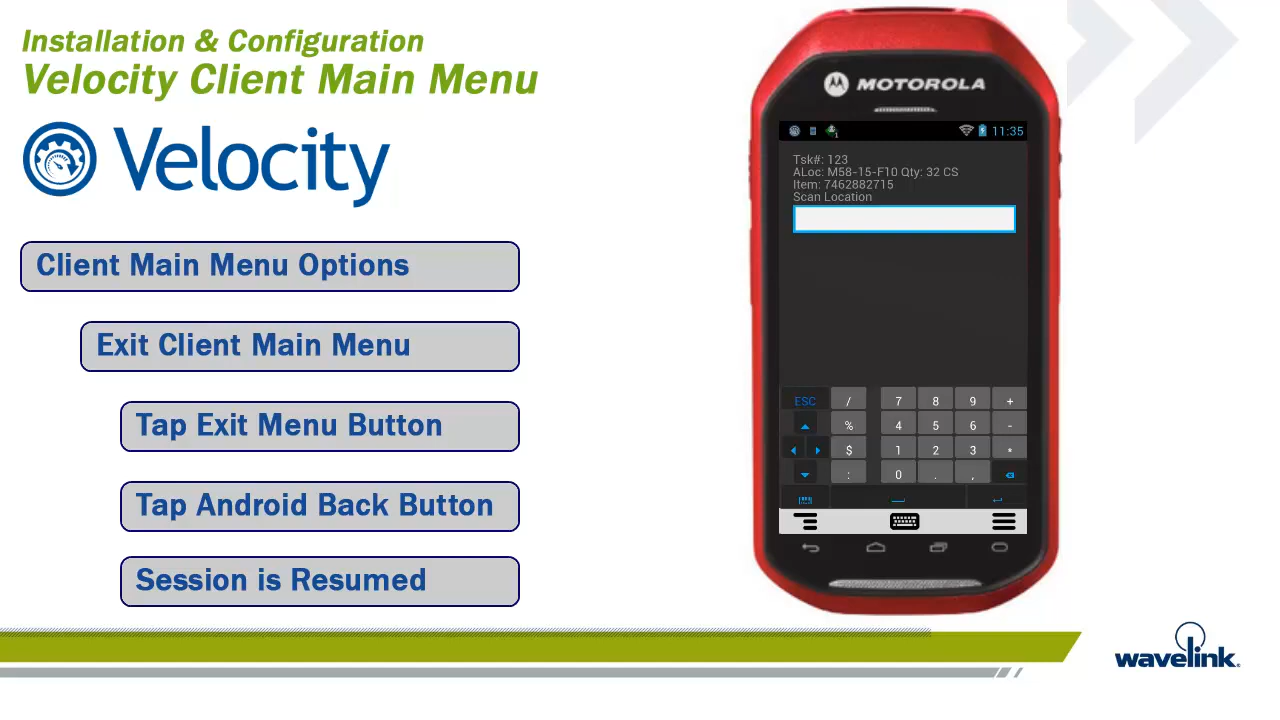 Installation & Configuration
Velocity Client Main Menu
Velocity
Client Main Menu Options
Exit Client Main Menu
Tap Exit Menu Button
Tap Android Back Button
Session is Resumed
MOTOROLA
11:35
Tsk#: 123
ALoc: M58-15-F10 Qty: 32 CS
Item: 7462882715
Scan Location
ESC / 7 8 9 +
% 4 5 6 -
$ 1 2 3 *
: 0 . ,
wavelink